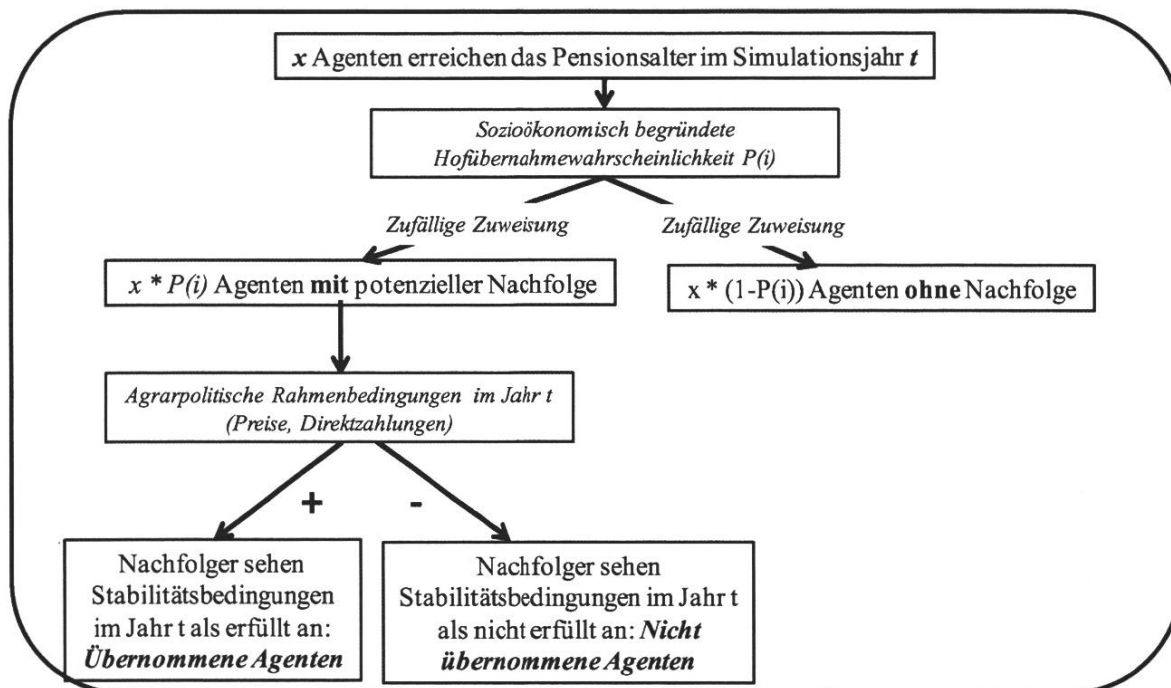 x Agenten erreichen das Pensionsalter im Simulationsjahr t
Sozioökonomisch begründete
Hofübernahmewahrscheinlichkeit P(i)
Zufällige Zuweisung
Zufällige Zuweisung
x * P(i) Agenten mit potenzieller Nachfolge
x * (1-P(i)) Agenten ohne Nachfolge
Agrarpolitische Rahmenbedingungen im Jahr t
(Preise, Direktzahlungen)
+
-
Nachfolger sehen
Stabilitätsbedingungen
im Jahr t als erfüllt an:
Übernommene Agenten
Nachfolger sehen
Stabilitätsbedingungen im Jahr t
als nicht erfüllt an: Nicht
übernommene Agenten